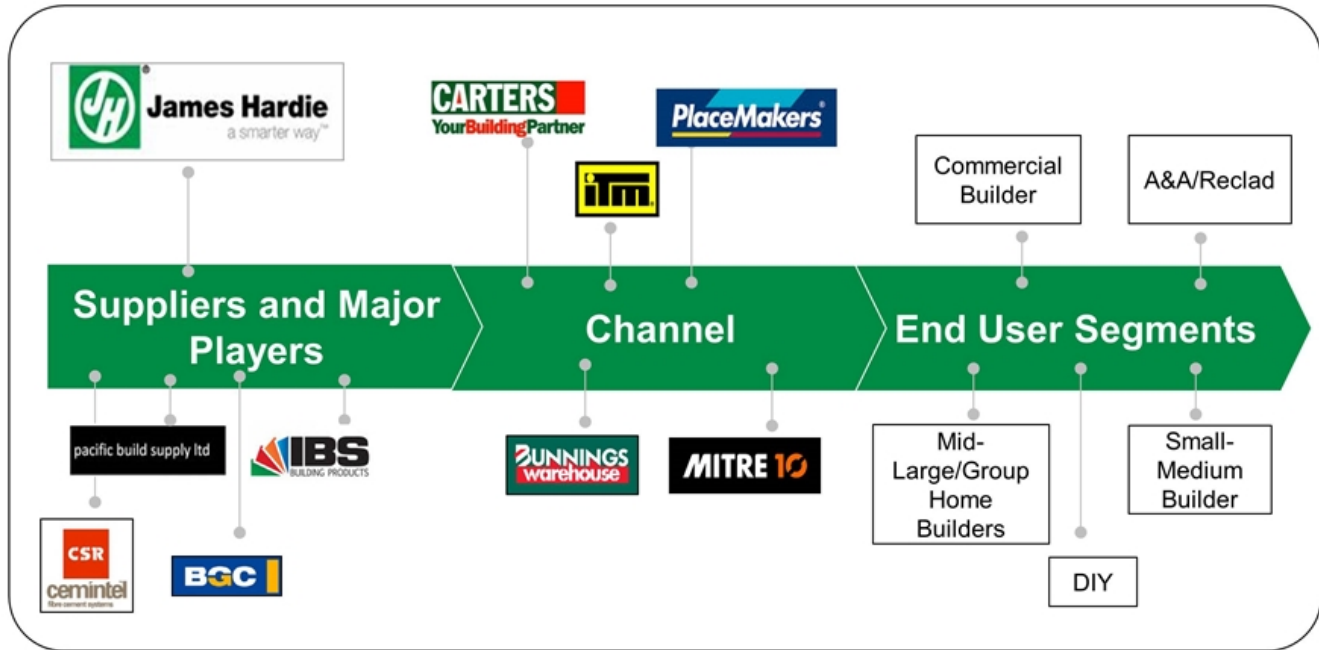 JH
®
James Hardie
a smarter way™
CARTERS
YourBuildingPartner
iTM®
PlaceMakers®
Commercial
Builder
A&A/Reclad
Suppliers and Major
Players
Channel
End User Segments
pacific build supply ltd
IBS
BUILDING PRODUCTS
BUNNINGS
warehouse
MITRE 10
Mid-
Large/Group
Home
Builders
Small-
Medium
Builder
CSR
cemintel
fibre cement systems
BGC
DIY